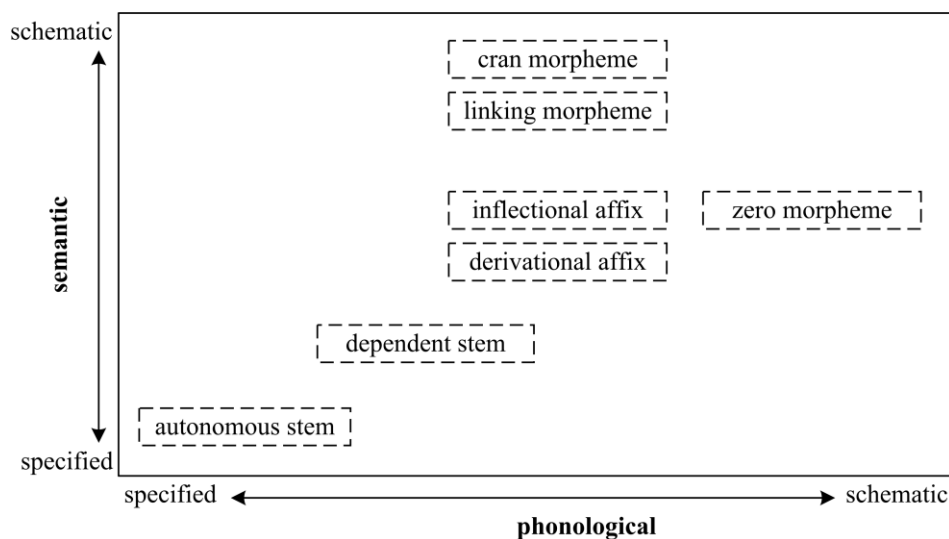 schematic
cran morpheme
linking morpheme
semantic
inflectional affix
zero morpheme
derivational affix
dependent stem
autonomous stem
specified
specified
schematic
phonological